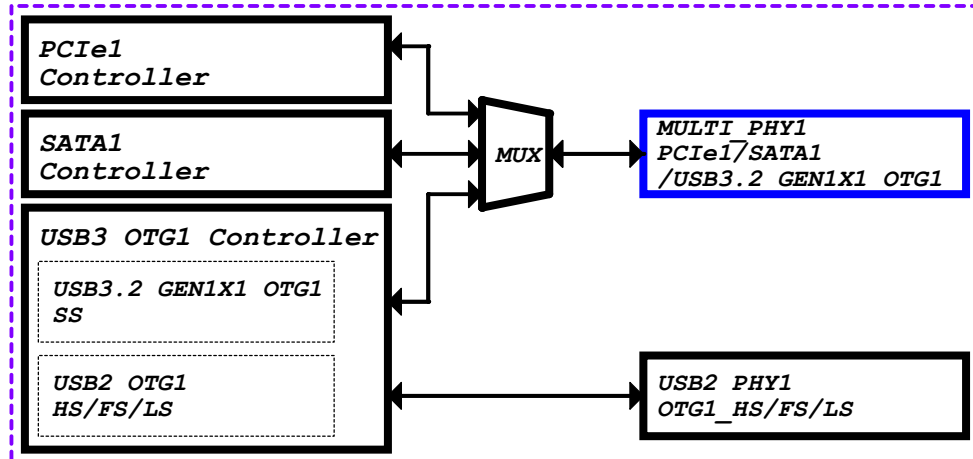 PCIe1
Controller
SATA1
Controller
USB3 OTG1 Controller
USB3.2 GEN1X1 OTG1
SS
USB2 OTG1
HS/FS/LS
MUX
MULTI_PHY1
PCIe1/SATA1
/USB3.2 GEN1X1 OTG1
USB2 PHY1
OTG1_HS/FS/LS